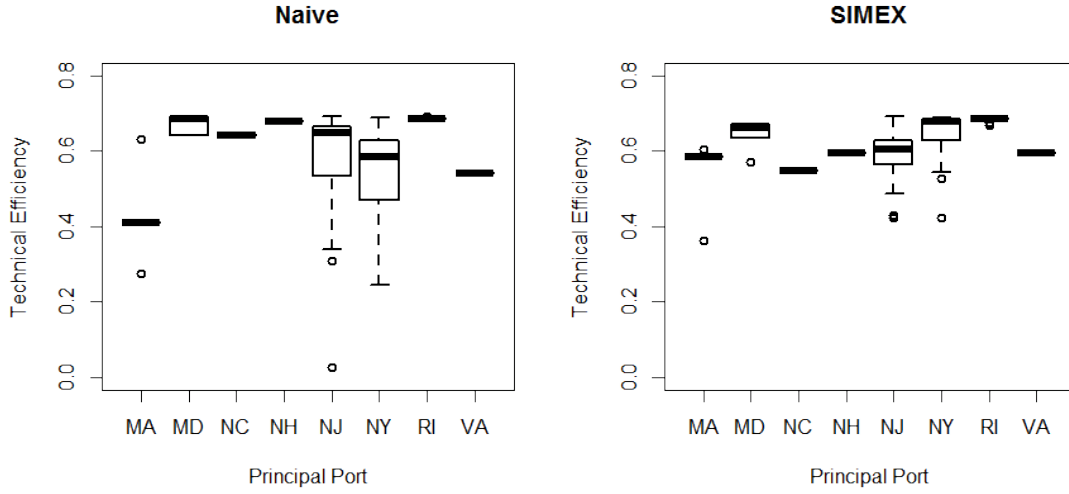 Naive
Technical Efficiency
0.8
0.6
0.4
0.2
0.0
MA MD NC NH NJ NY RI VA
Principal Port
SIMEX
Technical Efficiency
0.8
0.6
0.4
0.2
0.0
MA MD NC NH NJ NY RI VA
Principal Port